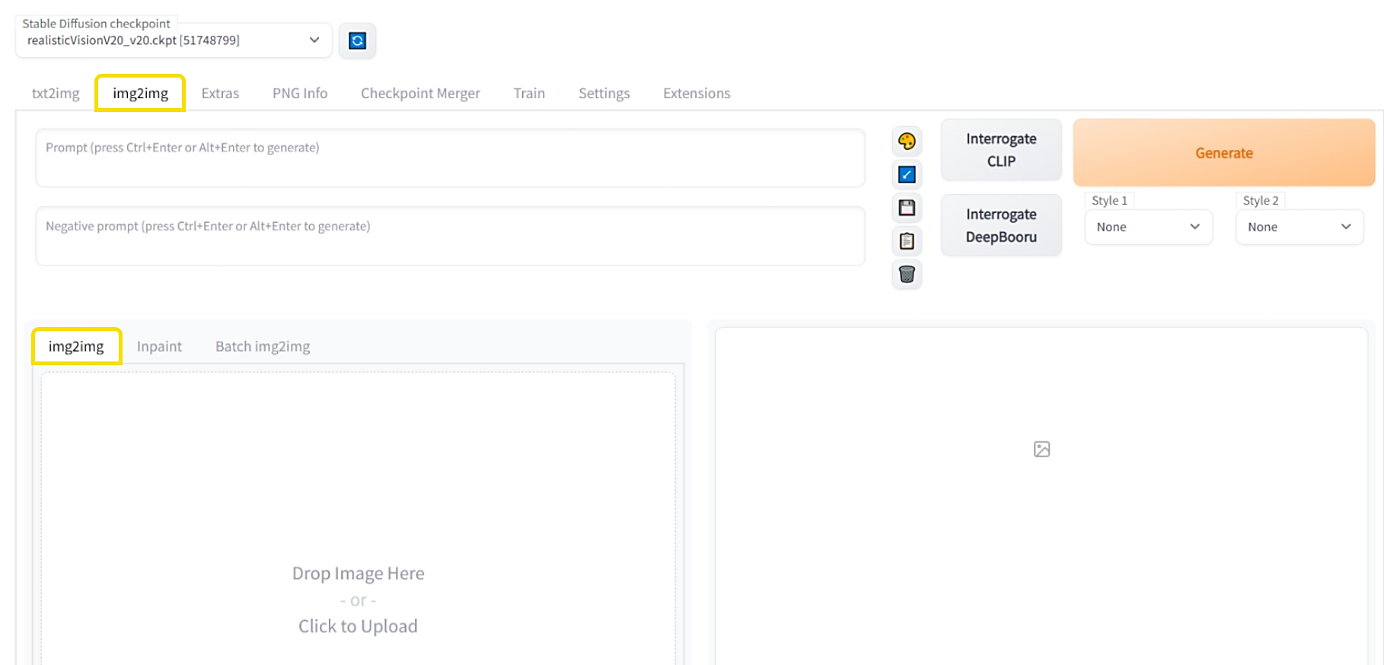 Stable Diffusion checkpoint
realisticVisionV20_v20.ckpt [51748799]
txt2img img2img Extras PNG Info Checkpoint Merger Train Settings Extensions
Prompt (press Ctrl+Enter or Alt+Enter to generate)
Negative prompt (press Ctrl+Enter or Alt+Enter to generate)
Interrogate
CLIP
Generate
Interrogate
DeepBooru
Style 1
None
Style 2
None
img2img Inpaint Batch img2img
Drop Image Here
- or -
Click to Upload